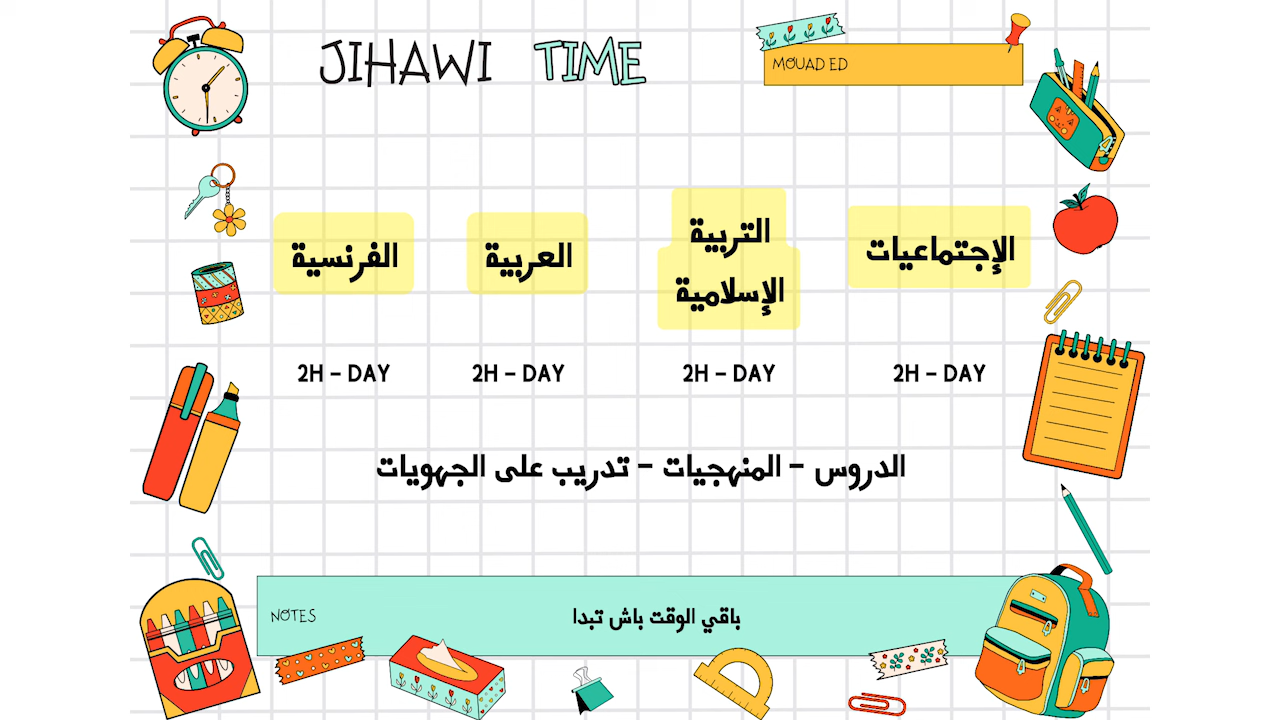 JIHAWI TIME
MOUAD ED
الإجتماعيات
التربية
الإسلامية
العربية
الفرنسية
2H - DAY
2H - DAY
2H - DAY
2H - DAY
الدروس - المنهجيات - تدريب على الجهويات
NOTES
باقي الوقت باش تبدا